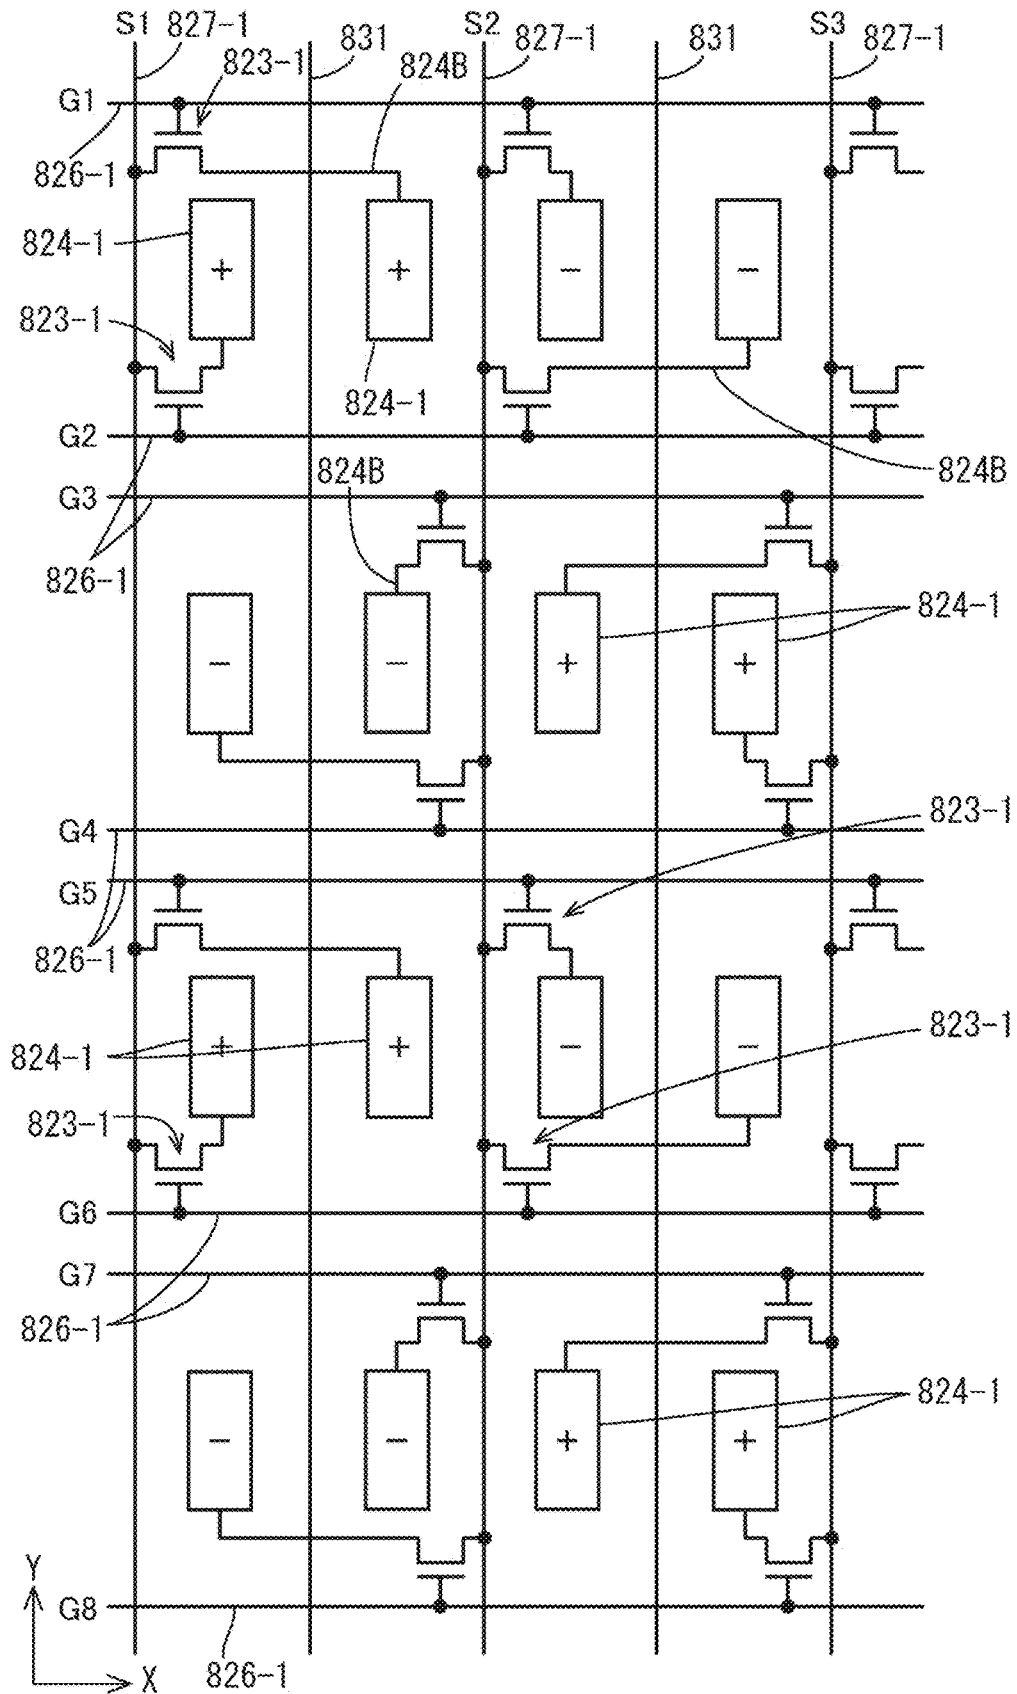 S1 827-1 831 S2 827-1 831 S3 827-1
823-1 824B
G1
826-1
824-1
+ + − −
823-1
824-1
G2
824B
824B
G3
826-1
824-1
− − + +
823-1
G4
G5
826-1
823-1
824-1
+ + − −
823-1
G6
G7
826-1
824-1
− − + +
Y
G8
826-1
X